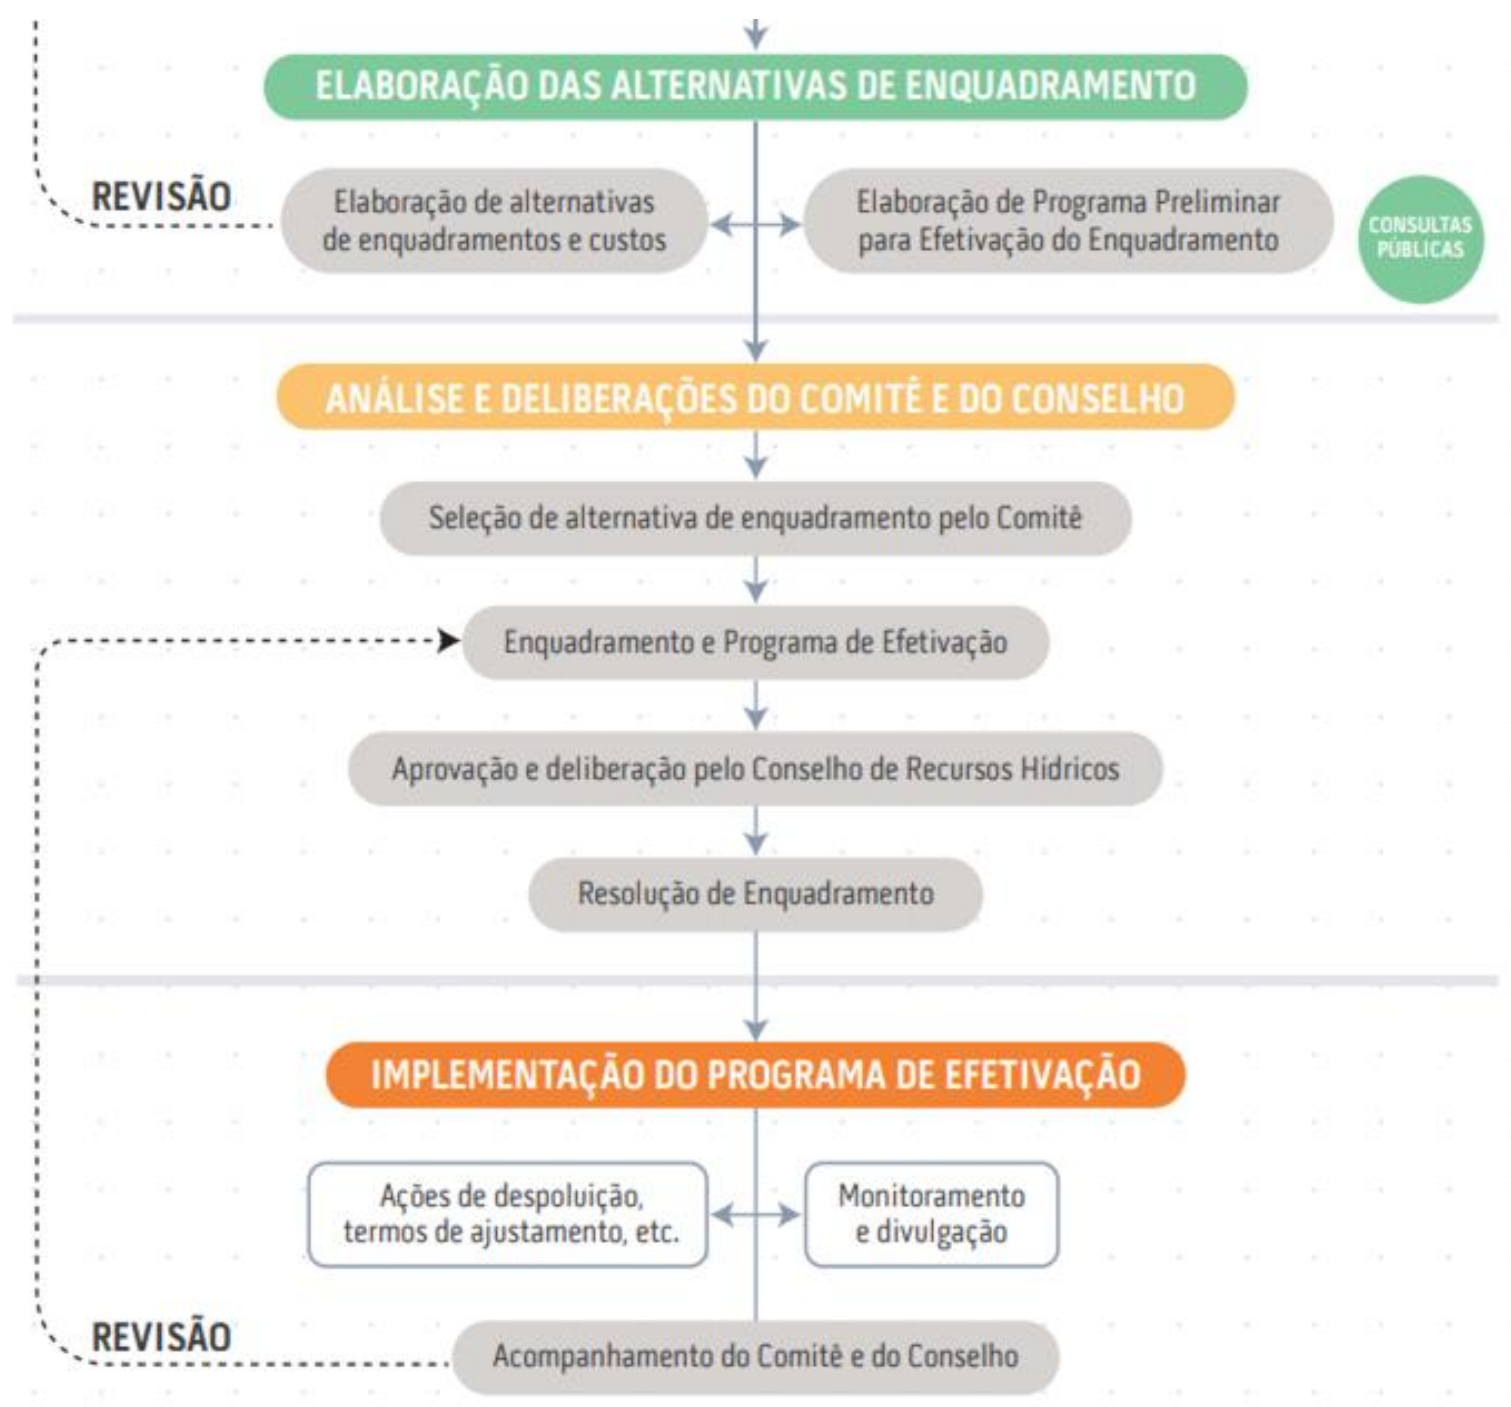 ELABORAÇÃO DAS ALTERNATIVAS DE ENQUADRAMENTO
REVISÃO
Elaboração de alternativas
de enquadramentos e custos
Elaboração de Programa Preliminar
para Efetivação do Enquadramento
CONSULTAS
PÚBLICAS
ANÁLISE E DELIBERAÇÕES DO COMITÊ E DO CONSELHO
Seleção de alternativa de enquadramento pelo Comitê
Enquadramento e Programa de Efetivação
Aprovação e deliberação pelo Conselho de Recursos Hídricos
Resolução de Enquadramento
IMPLEMENTAÇÃO DO PROGRAMA DE EFETIVAÇÃO
Ações de despoluição,
termos de ajustamento, etc.
Monitoramento
e divulgação
REVISÃO
Acompanhamento do Comitê e do Conselho